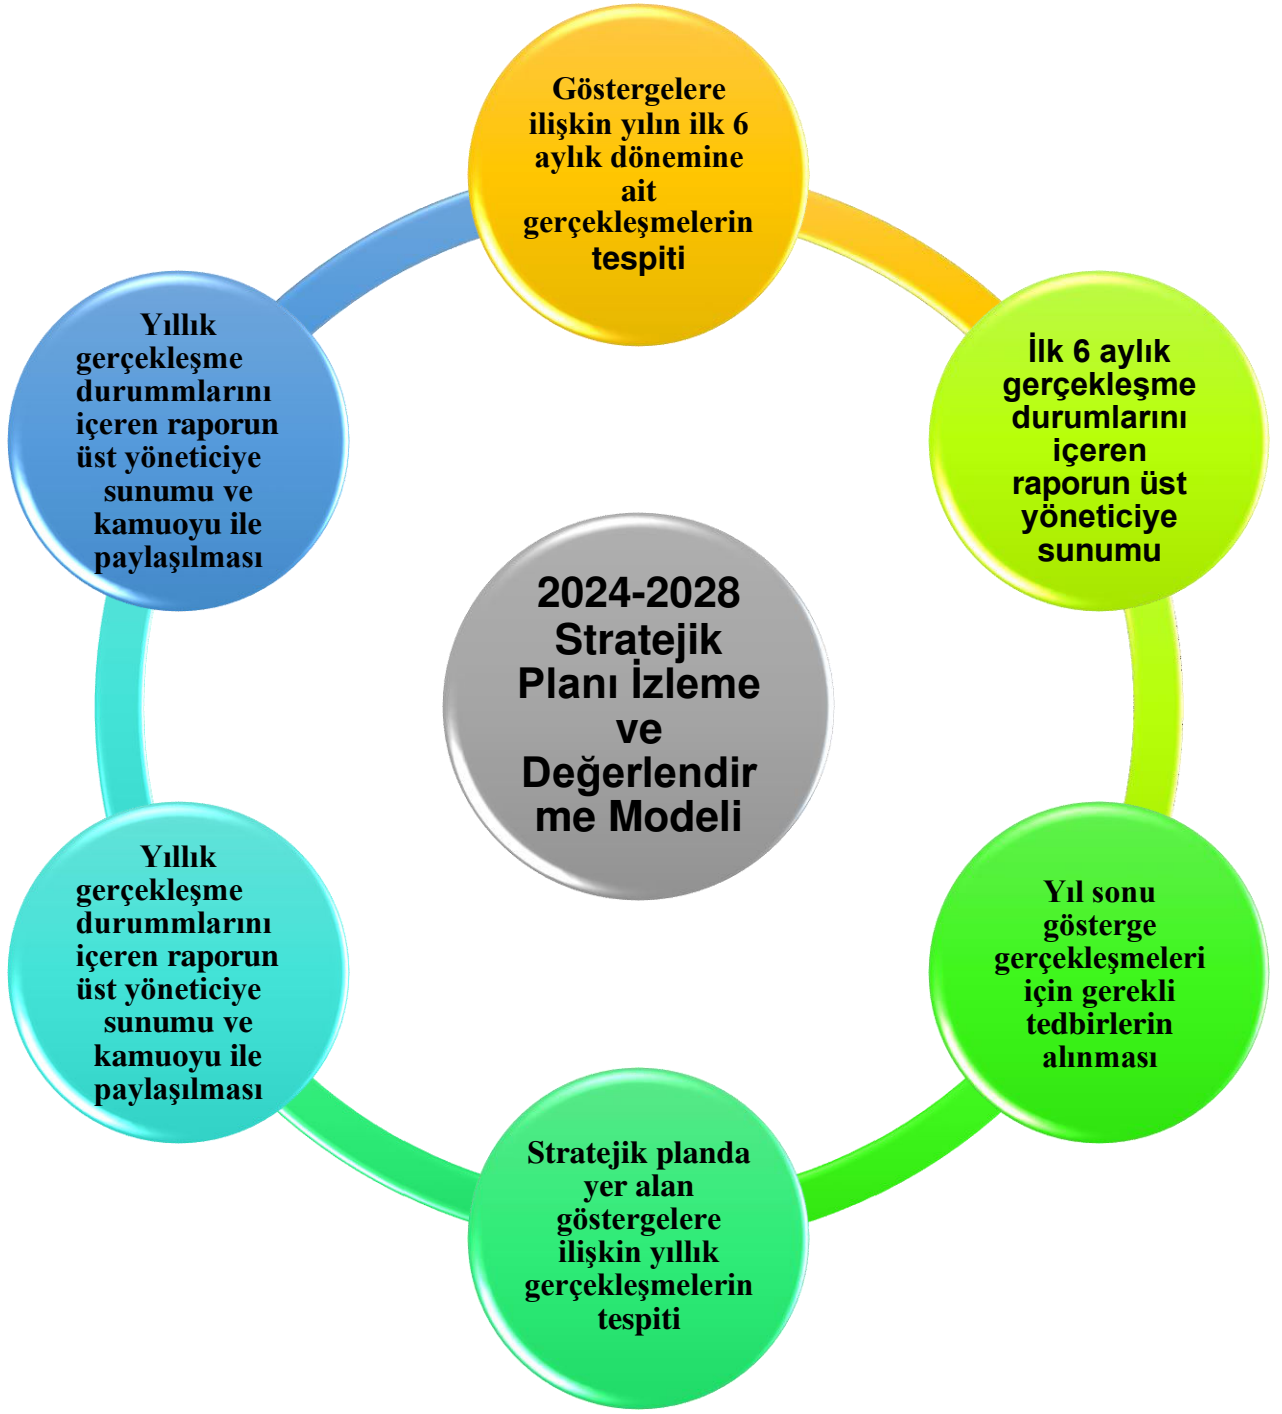 Göstergelere
ilişkin yılın ilk 6
aylık dönemine
ait
gerçekleşmelerin
tespiti
İlk 6 aylık
gerçekleşme
durumlarını
içeren
raporun üst
yöneticiye
sunumu
Yıl sonu
gösterge
gerçekleşmeleri
için gerekli
tedbirlerin
alınması
Stratejik planda
yer alan
göstergelere
ilişkin yıllık
gerçekleşmelerin
tespiti
Yıllık
gerçekleşme
durummlarını
içeren raporun
üst yöneticiye
sunumu ve
kamuoyu ile
paylaşılması
Yıllık
gerçekleşme
durummlarını
içeren raporun
üst yöneticiye
sunumu ve
kamuoyu ile
paylaşılması
2024-2028
Stratejik
Planı İzleme
ve
Değerlendir
me Modeli